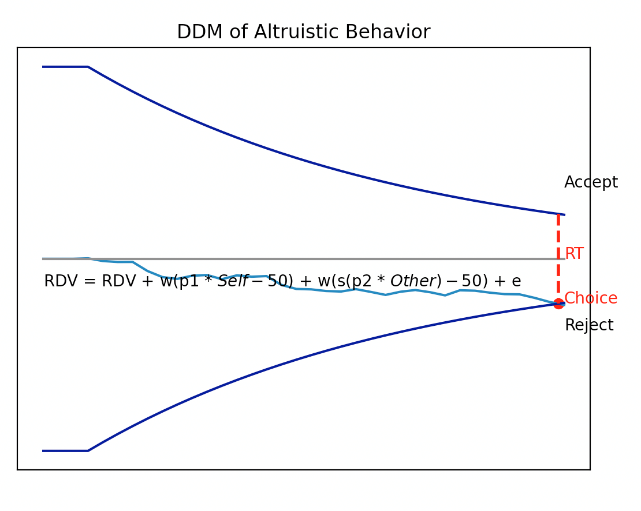 DDM of Altruistic Behavior
Accept
RT
RDV = RDV + w(p1 * Self − 50) + w(s(p2 * Other) − 50) + e
Choice
Reject